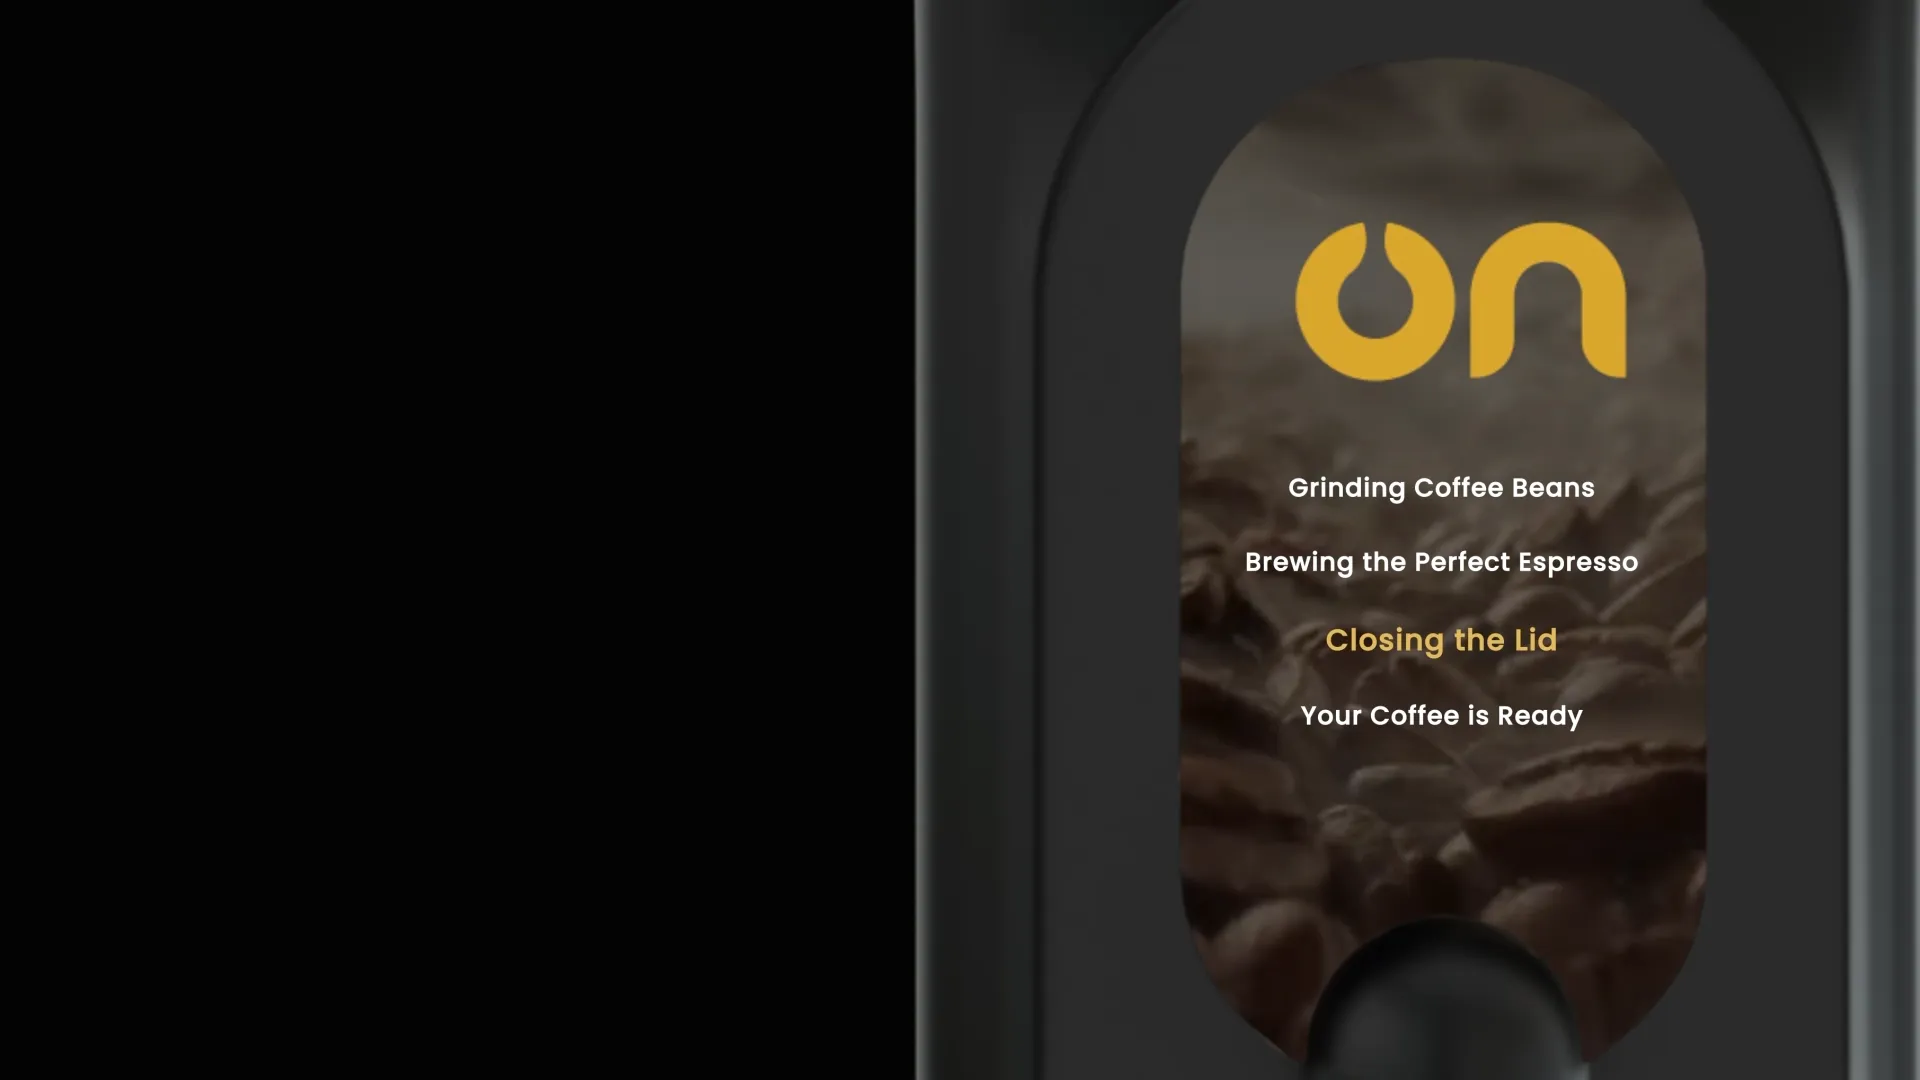 on
Grinding Coffee Beans
Brewing the Perfect Espresso
Closing the Lid
Your Coffee is Ready